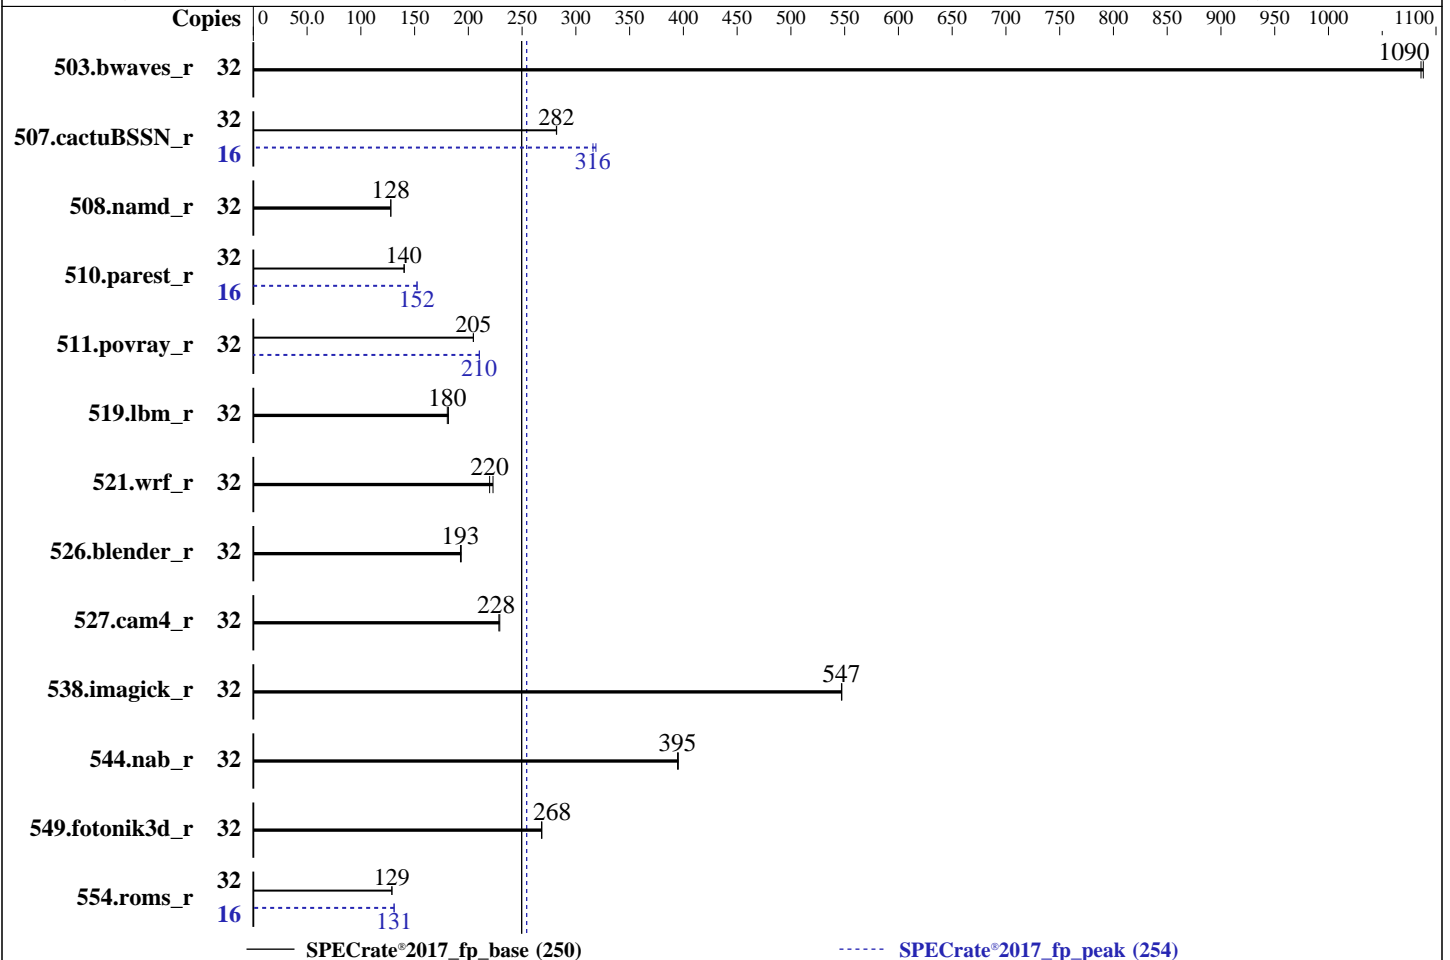 Copies 0 50.0 100 150 200 250 300 350 400 450 500 550 600 650 700 750 800 850 900 950 1000 1100
503.bwaves_r 32 1090
507.cactuBSSN_r 32 282
16 316
508.namd_r 32 128
510.parest_r 32 140
16 152
511.povray_r 32 205
210
519.lbm_r 32 180
521.wrf_r 32 220
526.blender_r 32 193
527.cam4_r 32 228
538.imagick_r 32 547
544.nab_r 32 395
549.fotonik3d_r 32 268
554.roms_r 32 129
16 131
SPECrate®2017_fp_base (250) SPECrate®2017_fp_peak (254)